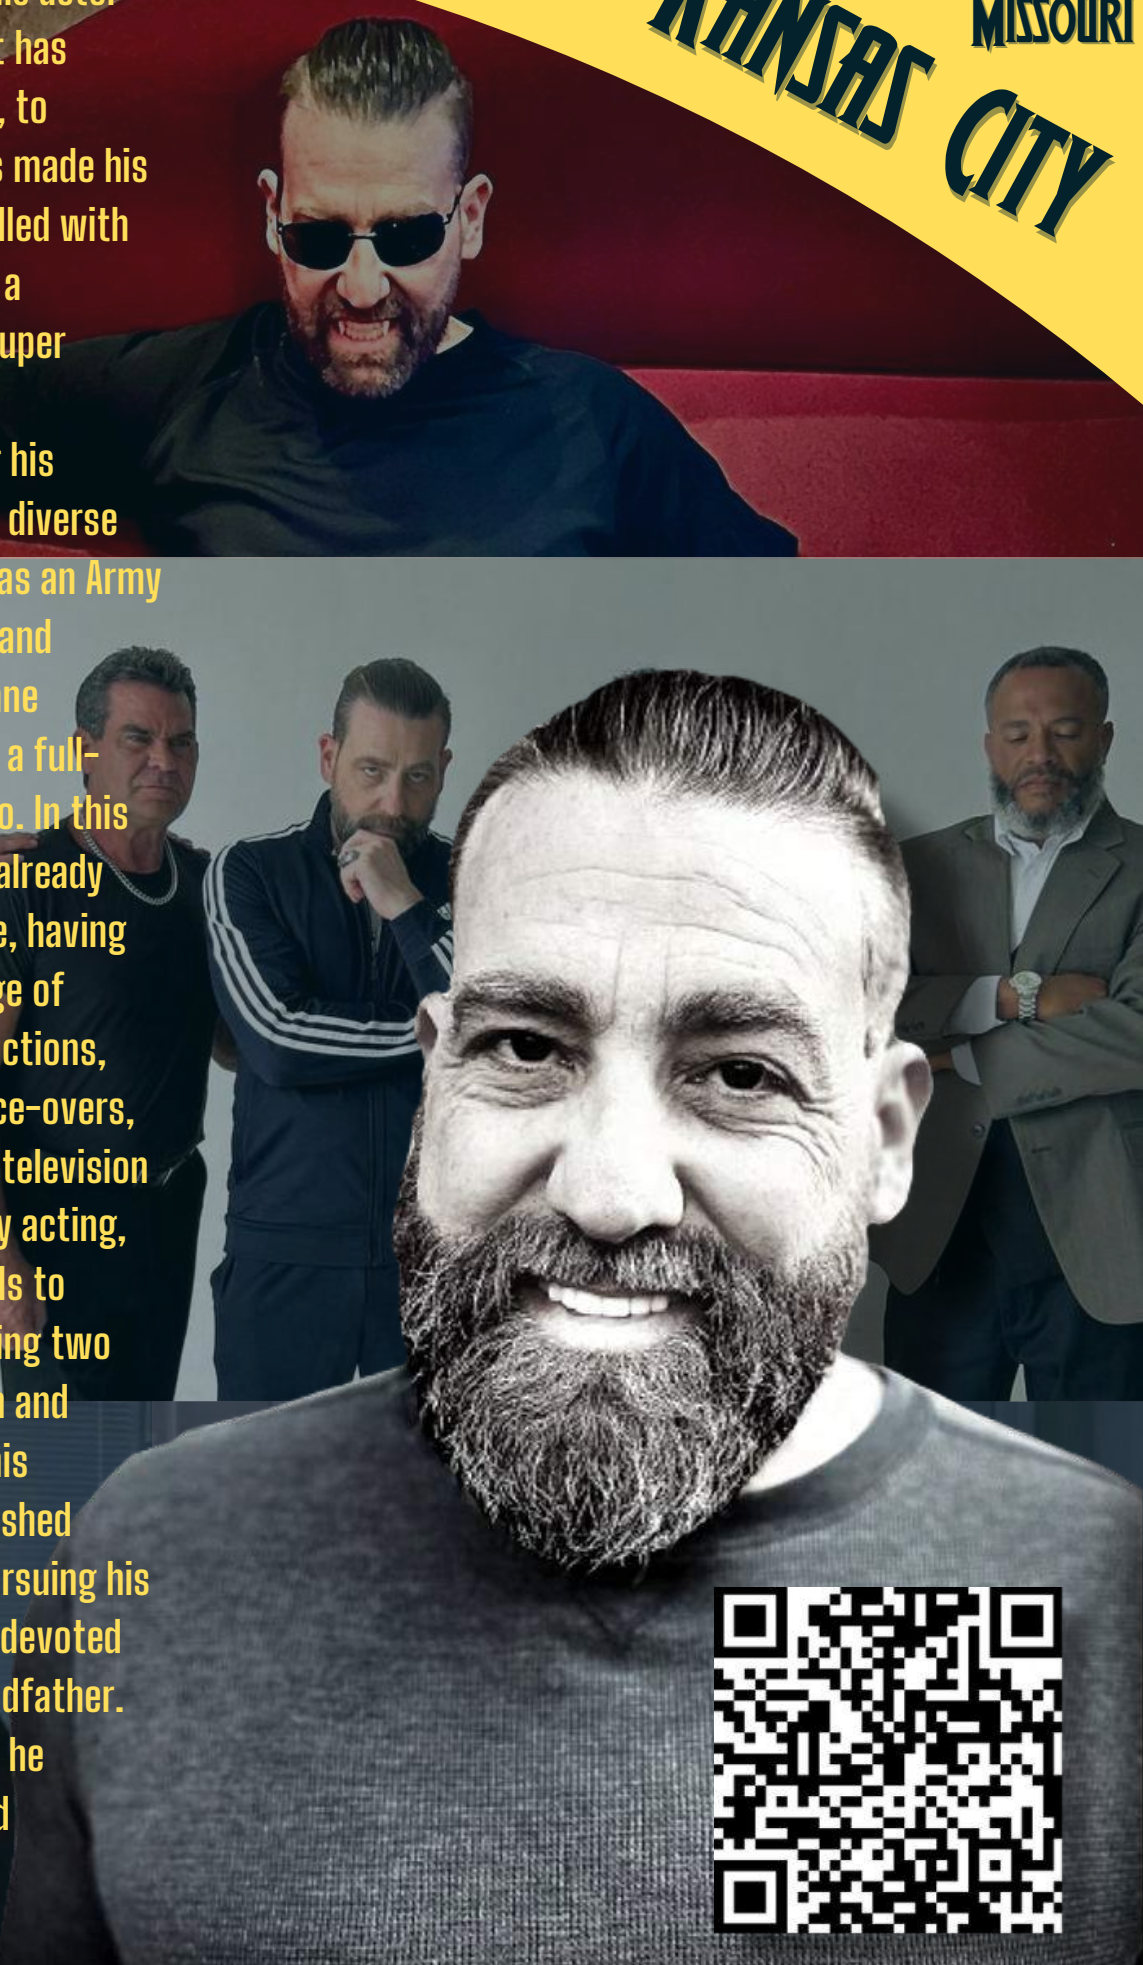 MISSOURI
KANSAS CITY
has
, to
made his
lled with
a
uper
his
diverse
as an Army
and
ne
a full-
o. In this
already
e, having
ge of
ctions,
ce-overs,
television
y acting,
ls to
ing two
and
is
shed
rsuing his
devoted
dfather.
he
d